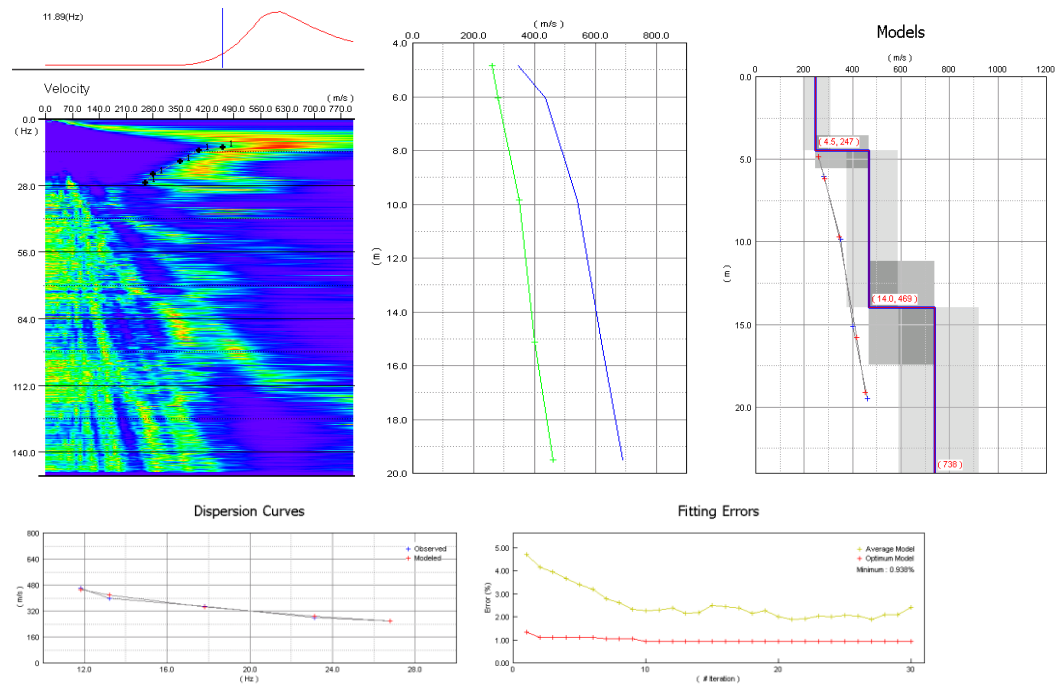 11.89(Hz)
Velocity
( m/s )
0.0 70.0 140.0 210.0 280.0 350.0 420.0 490.0 560.0 630.0 700.0 770.0
0.0
( Hz )
28.0
56.0
84.0
112.0
140.0
1
1
1
1
( m/s )
0.0 200.0 400.0 600.0 800.0
4.0
6.0
8.0
10.0
12.0
14.0
16.0
18.0
20.0
( m )
Models
( m/s )
0 200 400 600 800 1000 1200
0.0
5.0
10.0
15.0
20.0
( m )
( 4.5, 247)
( 14.0, 469)
( 738)
Dispersion Curves
800
640
480
320
160
0
( m/s )
Observed
Modeled
12.0 16.0 20.0 24.0 28.0
( Hz )
Fitting Errors
5.00
4.00
3.00
2.00
1.00
0.00
Error (%)
Average Model
Optimum Model
Minimum : 0.938%
0 10 20 30
( # Iteration )